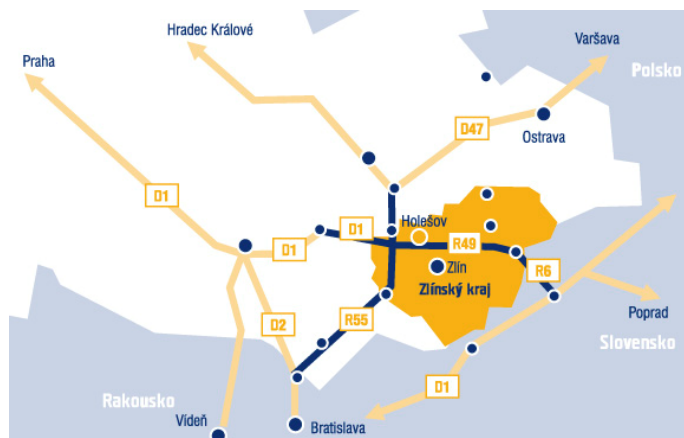 Hradec Králové
Varšava
Praha
Polsko
D47
Ostrava
D1
Holešov
D1
D1
R49
Zlín
R6
Zlínský kraj
Poprad
D2
R55
Slovensko
D1
Rakousko
Vídeň
Bratislava